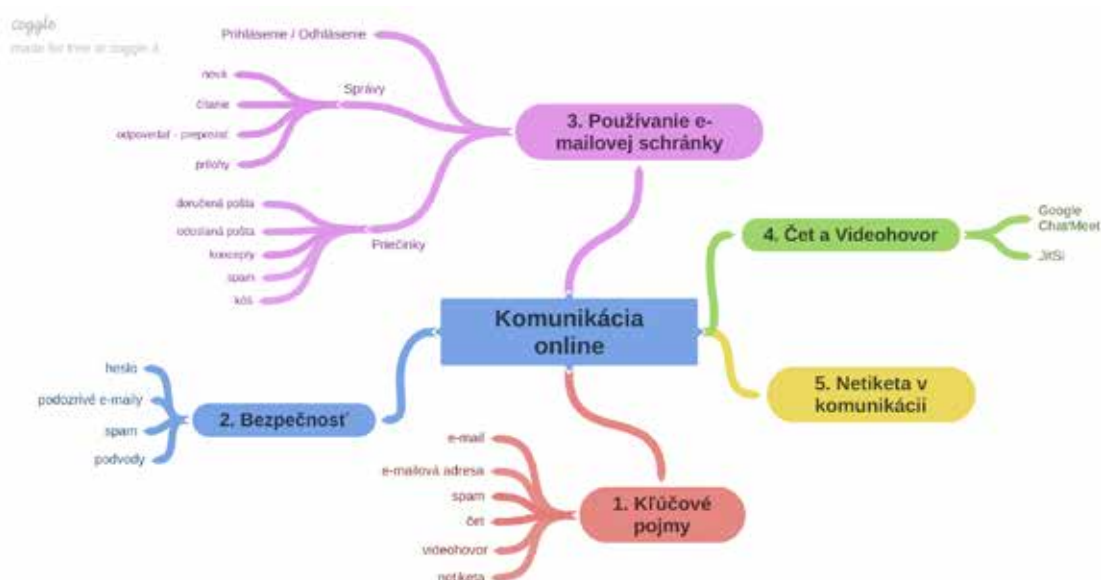 coggle
made for free at coggle.it
Prihlásenie / Odhlásenie
nová
Správy
čítanie
odpovedať - preposlať
prílohy
3. Používanie e-
mailovej schránky
doručená pošta
odoslaná pošta
Priečinky
koncepty
spam
kôš
Google
Chat/Meet
4. Čet a Videohovor
JitSi
Komunikácia
online
heslo
podozrivé e-maily
2. Bezpečnosť
spam
podvody
5. Netiketa v
komunikácii
e-mail
e-mailová adresa
spam
čet
videohovor
netiketa
1. Kľúčové
pojmy